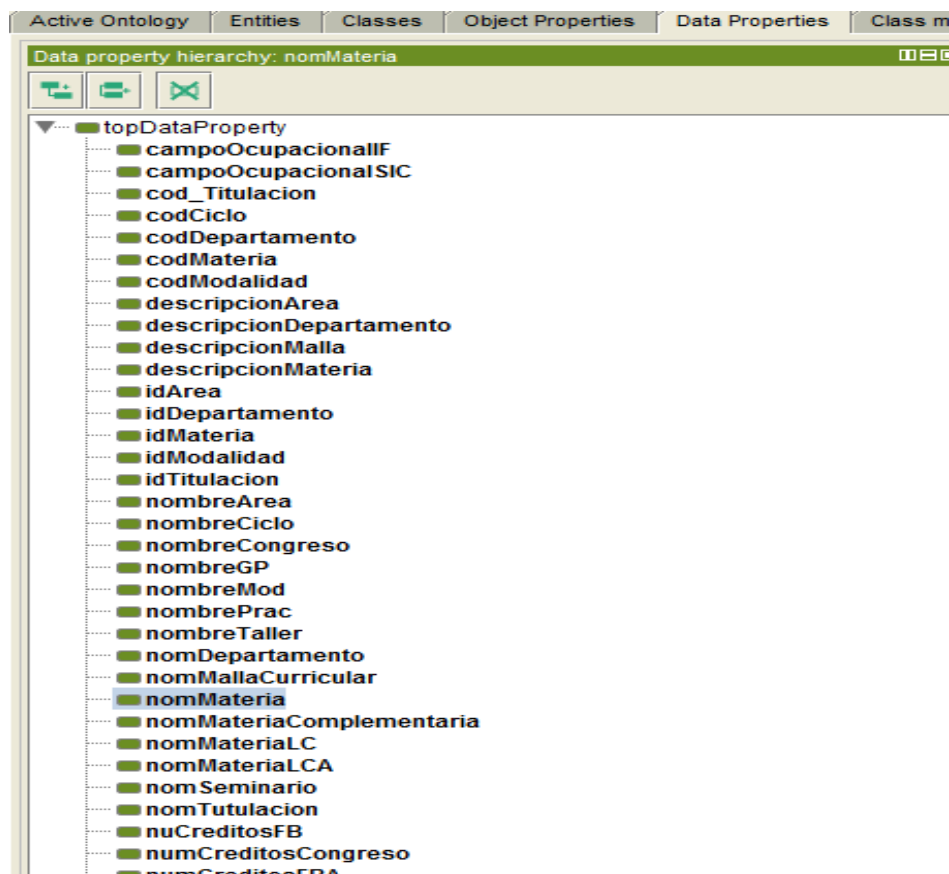 Active Ontology Entities Classes Object Properties Data Properties Class m
Data property hierarchy: nomMateria
topDataProperty
campoOcupacionalIF
campoOcupacionalSIC
cod_Titulacion
codCiclo
codDepartamento
codMateria
codModalidad
descripcionArea
descripcionDepartamento
descripcionMalla
descripcionMateria
idArea
idDepartamento
idMateria
idModalidad
idTitulacion
nombreArea
nombreCiclo
nombreCongreso
nombreGP
nombreMod
nombrePrac
nombreTaller
nomDepartamento
nomMallaCurricular
nomMateria
nomMateriaComplementaria
nomMateriaLC
nomMateriaLCA
nomSeminario
nomTutulacion
nuCreditosFB
numCreditosCongreso
numCreditosFBA